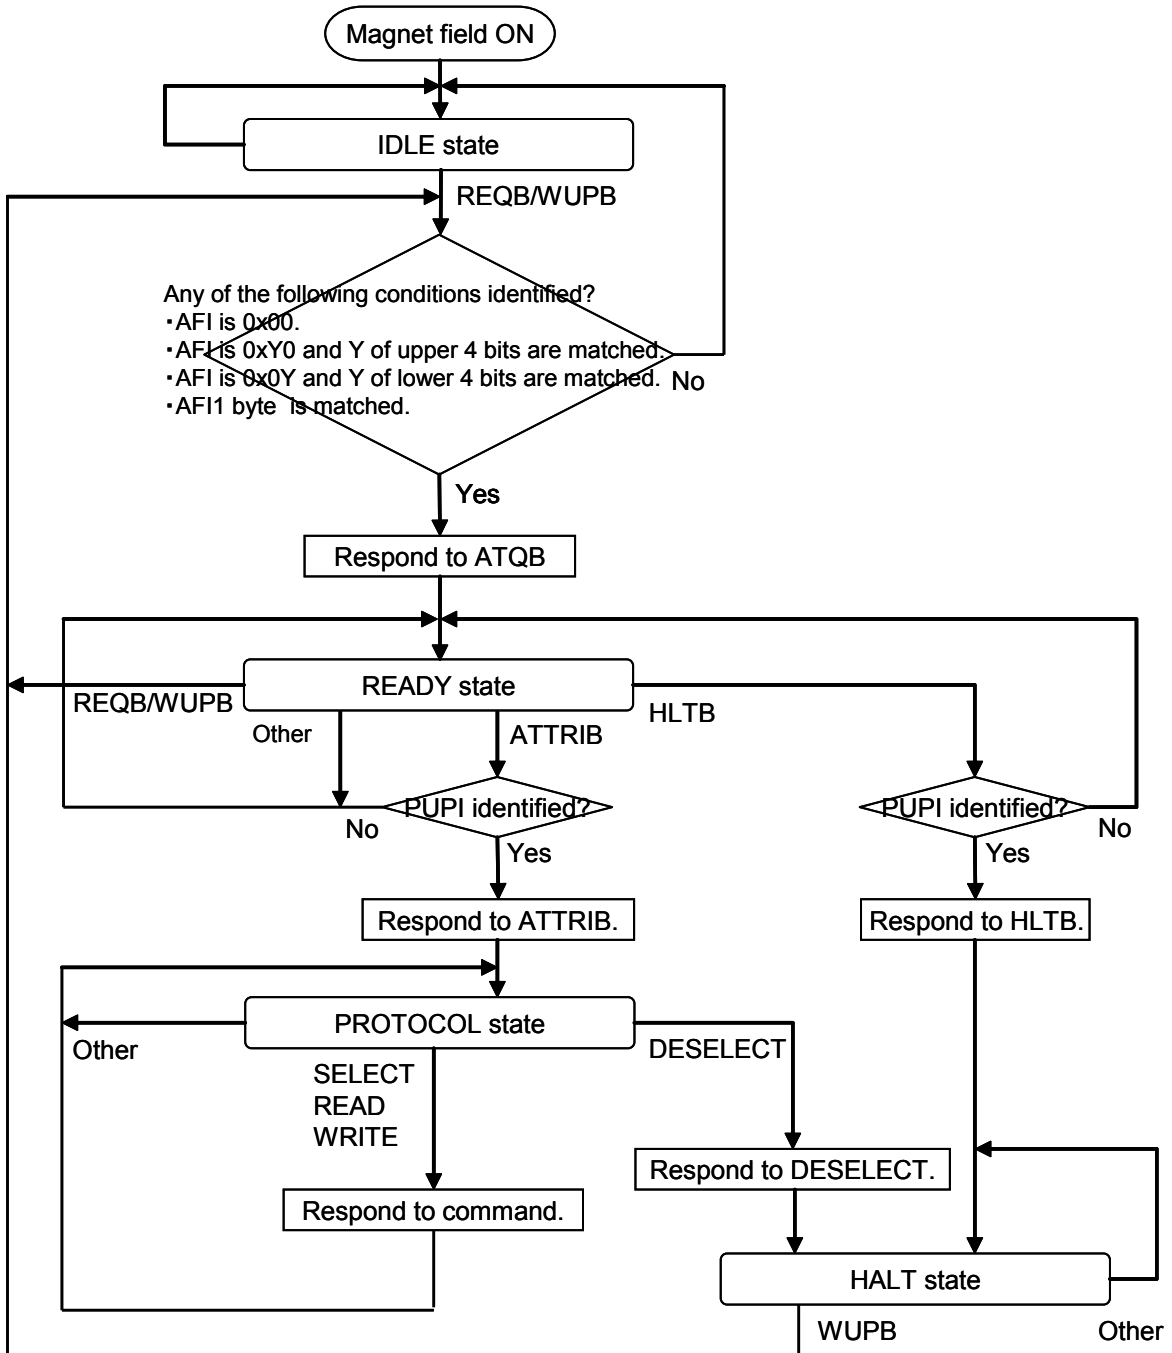 Magnet field ON
IDLE state
REQB/WUPB
Any of the following conditions identified?
・AFI is 0x00.
・AFI is 0xY0 and Y of upper 4 bits are matched.
・AFI is 0x0Y and Y of lower 4 bits are matched.
No
・AFI1 byte  is matched.
Yes
Respond to ATQB
READY state
REQB/WUPB
HLTB
Other
ATTRIB
PUPI identified?
PUPI identified?
No
No
Yes
Yes
Respond to ATTRIB.
Respond to HLTB.
PROTOCOL state
Other
DESELECT
SELECT
READ
WRITE
Respond to DESELECT.
Respond to command.
HALT state
WUPB
Other